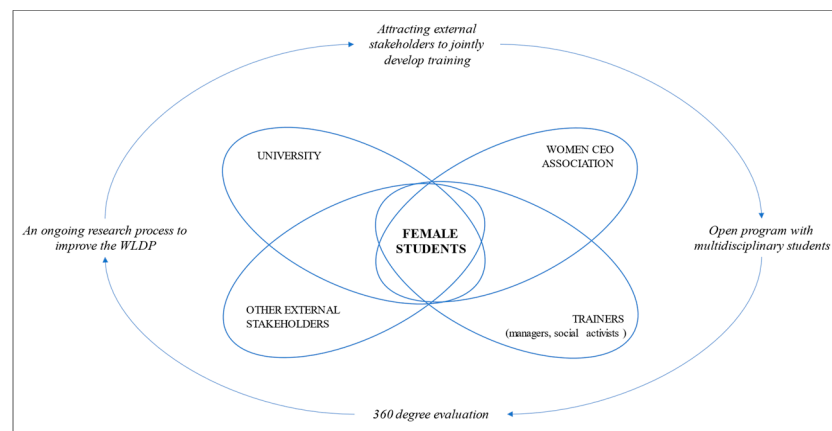 Attracting external
stakeholders to jointly
develop training
UNIVERSITY
WOMEN CEO
ASSOCIATION
An ongoing research process to
improve the WLDP
FEMALE
STUDENTS
Open program with
multidisciplinary students
OTHER EXTERNAL
STAKEHOLDERS
TRAINERS
(managers, social activists )
360 degree evaluation